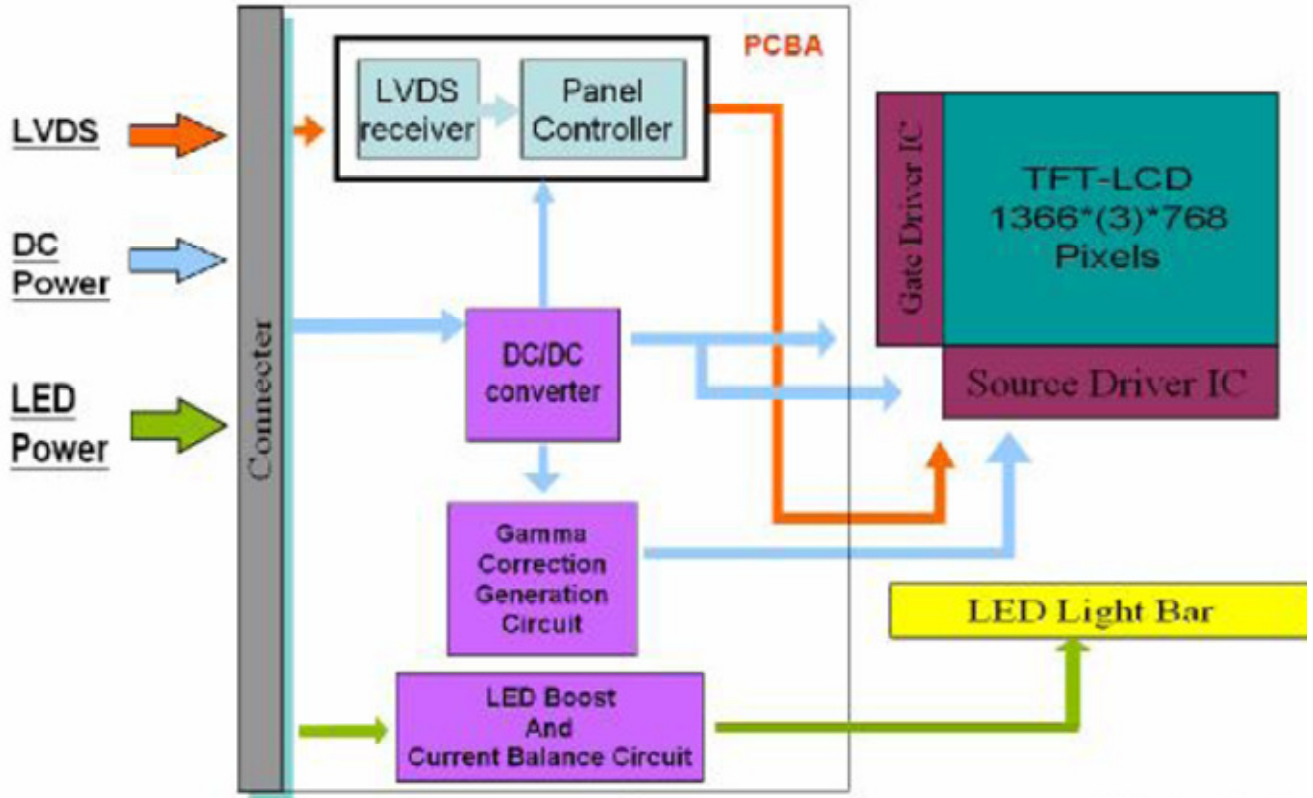 PCBA
LVDS
DC
Power
LED
Power
Connecter
LVDS
receiver
Panel
Controller
DC/DC
converter
Gamma
Correction
Generation
Circuit
LED Boost
And
Current Balance Circuit
Gate Driver IC
TFT-LCD
1366*(3)*768
Pixels
Source Driver IC
LED Light Bar